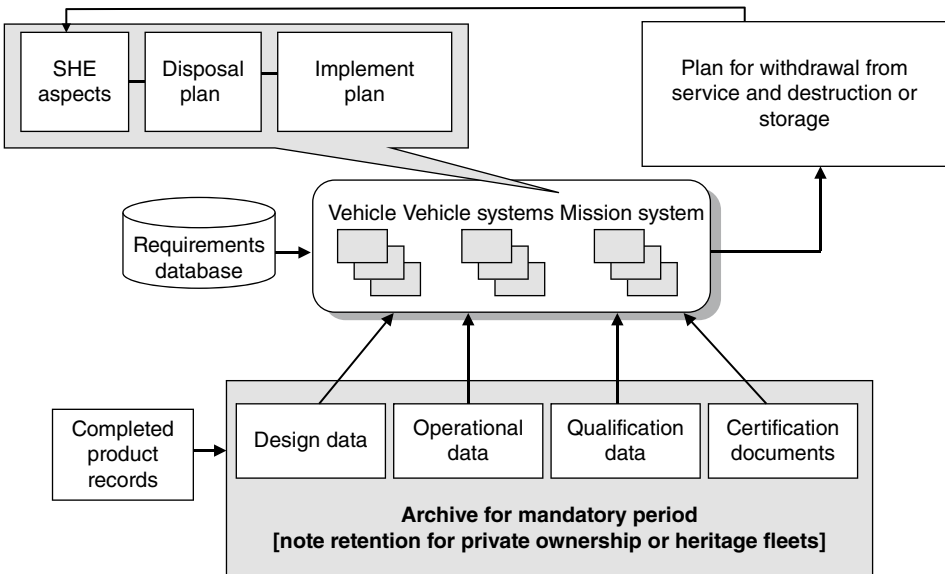 SHE
aspects
Disposal
plan
Implement
plan
Plan for withdrawal from
service and destruction or
storage
Vehicle Vehicle systems Mission system
Requirements
database
Completed
product
records
Design data
Operational
data
Qualification
data
Certification
documents
Archive for mandatory period
[note retention for private ownership or heritage fleets]